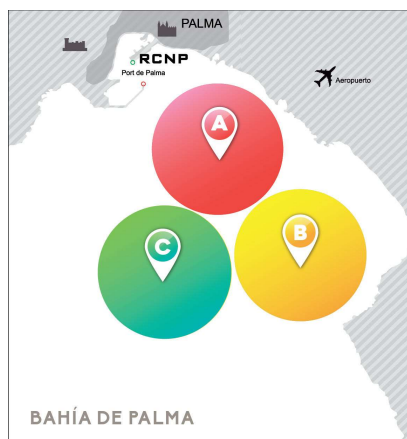 PALMA
RCNP
Port de Palma
Aeropuerto
A
B
C
BAHÍA DE PALMA